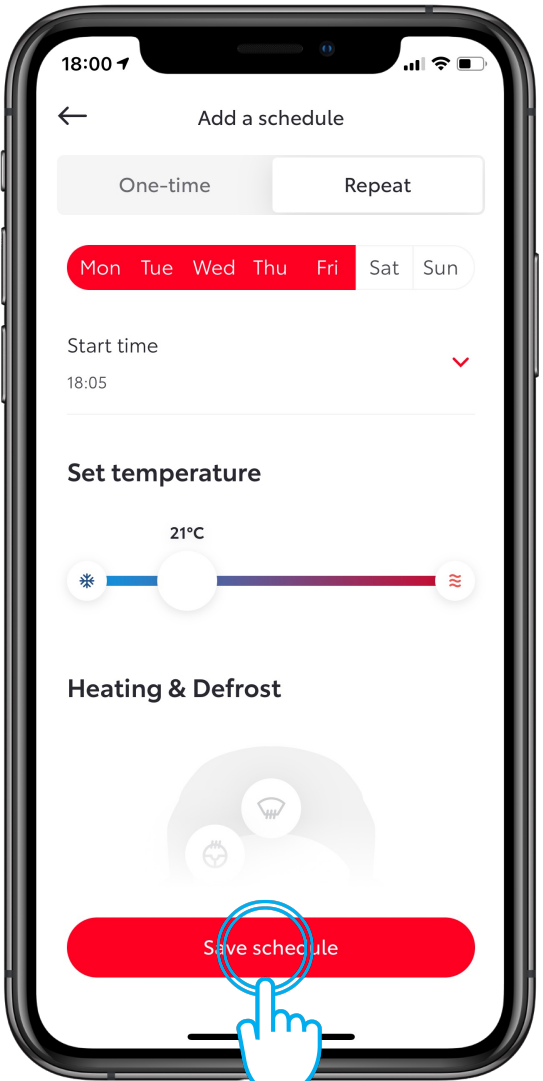 18:00
Add a schedule
One-time Repeat
Mon Tue Wed Thu Fri Sat Sun
Start time
18:05
Set temperature
21°C
Heating & Defrost
Save schedule